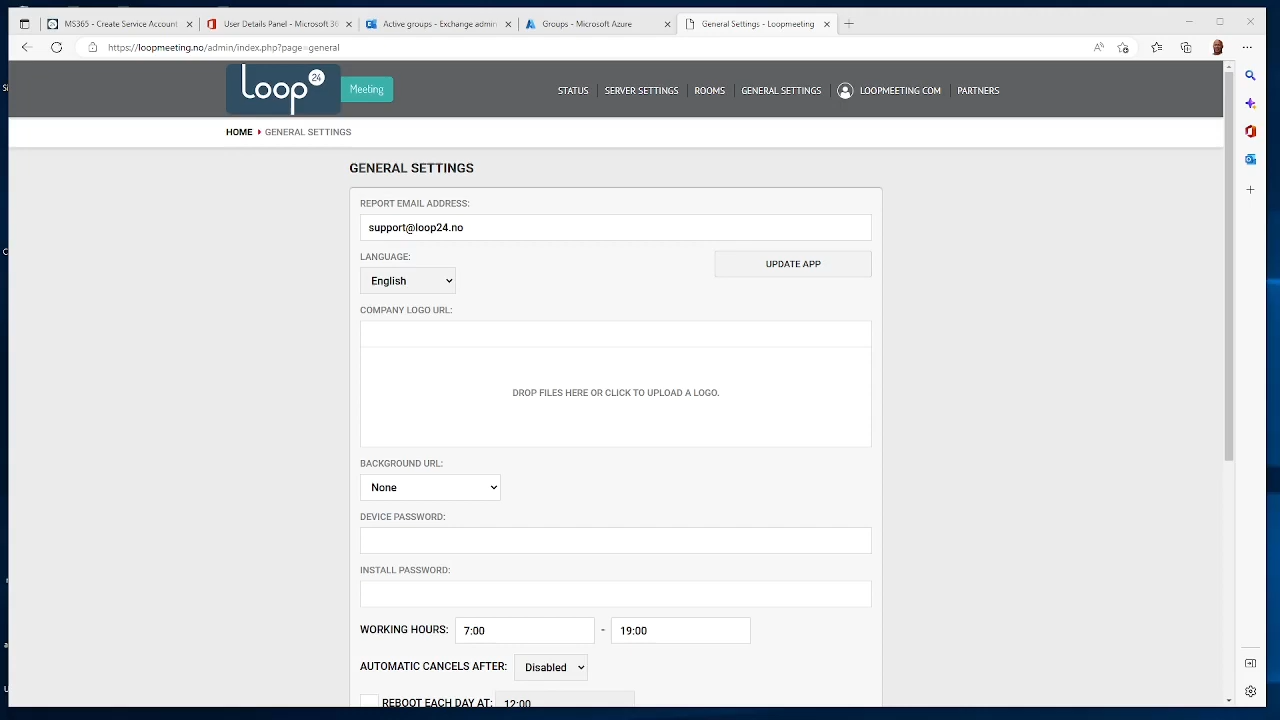 MS365 - Create Service Account
User Details Panel - Microsoft 36
Active groups - Exchange admin
Groups - Microsoft Azure
General Settings - Loopmeeting
https://loopmeeting.no/admin/index.php?page=general
loop 24
Meeting
STATUS
SERVER SETTINGS
ROOMS
GENERAL SETTINGS
LOOPMEETING COM
PARTNERS
HOME GENERAL SETTINGS
GENERAL SETTINGS
REPORT EMAIL ADDRESS:
support@loop24.no
LANGUAGE:
UPDATE APP
English
COMPANY LOGO URL:
DROP FILES HERE OR CLICK TO UPLOAD A LOGO.
BACKGROUND URL:
None
DEVICE PASSWORD:
INSTALL PASSWORD:
WORKING HOURS: 7:00 - 19:00
AUTOMATIC CANCELS AFTER: Disabled
REBOOT EACH DAY AT: 12:00